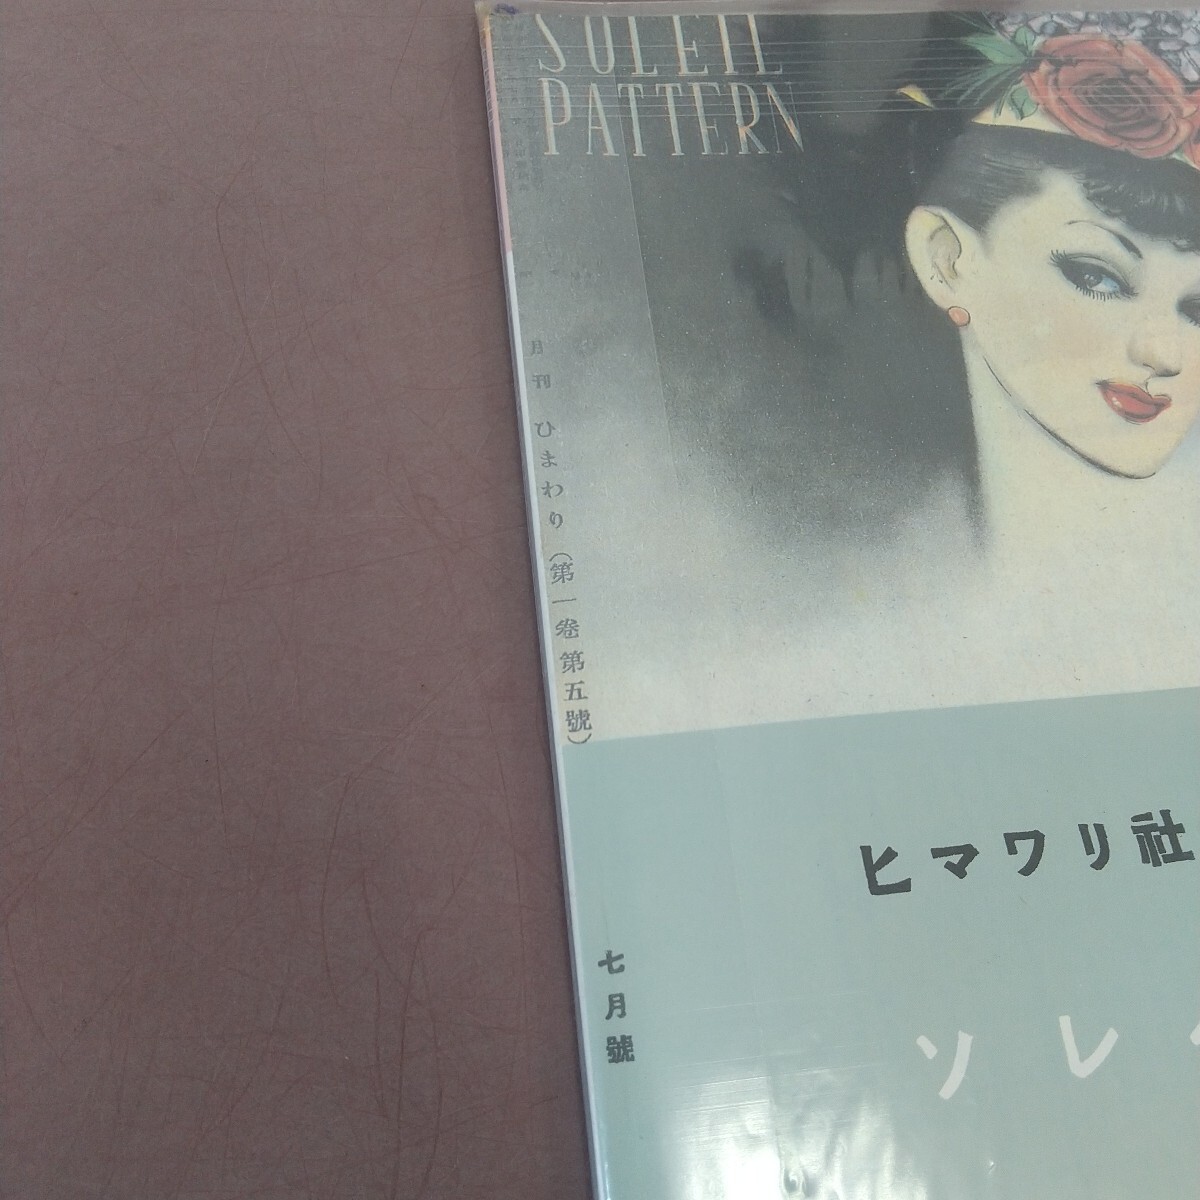 SOLEIL
PATTERN
月刊 ひまわり (第一卷第五號)
ヒマワリ社
七月號
ソレ